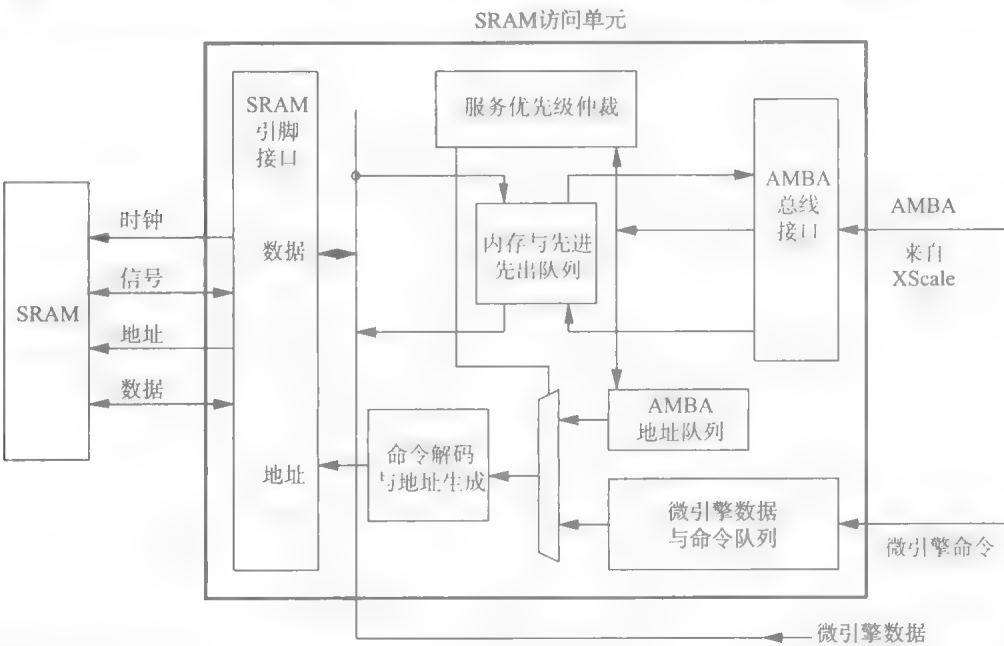 SRAM访问单元
SRAM
引脚
接口
服务优先级仲裁
AMBA
总线
接口
内存与先进
先出队列
SRAM
时钟
信号
地址
数据
数据
地址
AMBA
来自
XScale
AMBA
地址队列
命令解码
与地址生成
微引擎数据
与命令队列
微引擎命令
微引擎数据